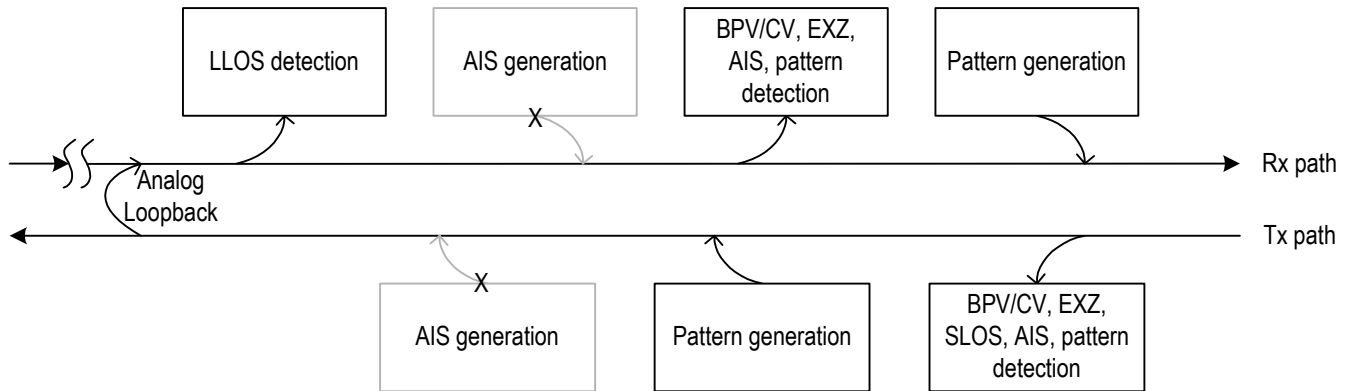 LLOS detection
AIS generation
BPV/CV, EXZ,
AIS, pattern
detection
Pattern generation
X
Rx path
Analog
Loopback
Tx path
X
AIS generation
Pattern generation
BPV/CV, EXZ,
SLOS, AIS, pattern
detection